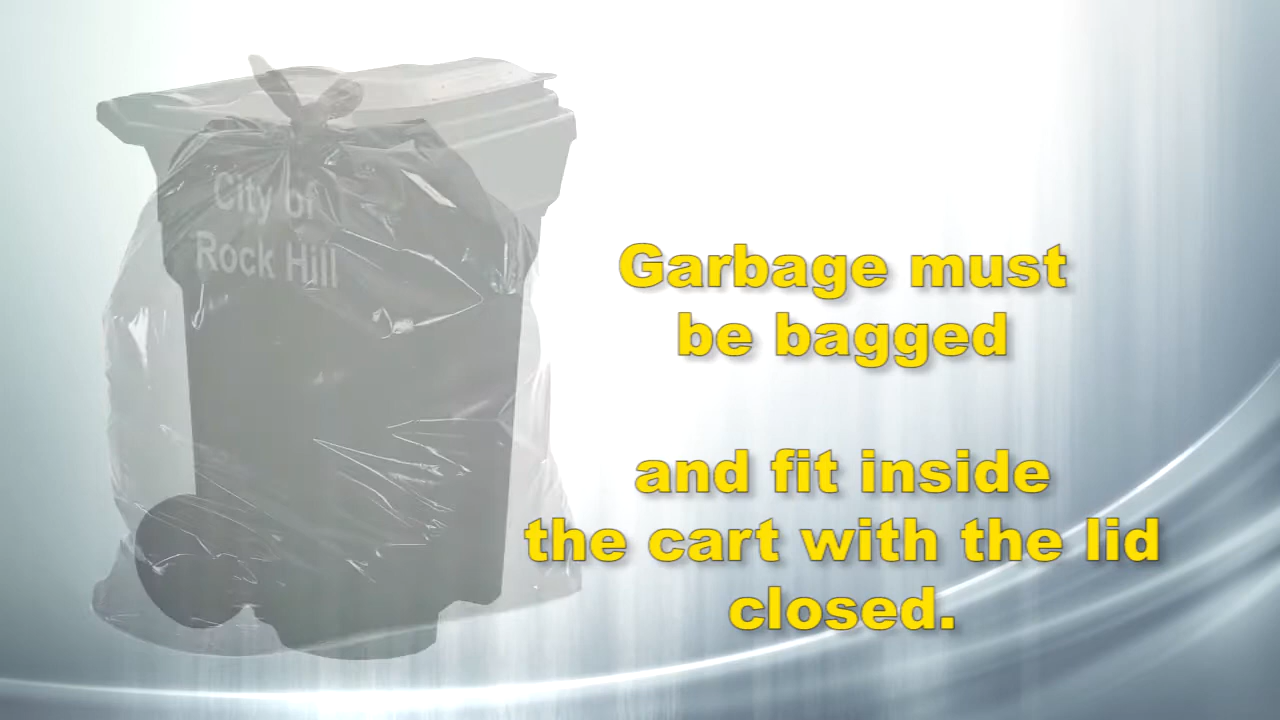 City of
Rock Hill
Garbage must
be bagged
and fit inside
the cart with the lid
closed.